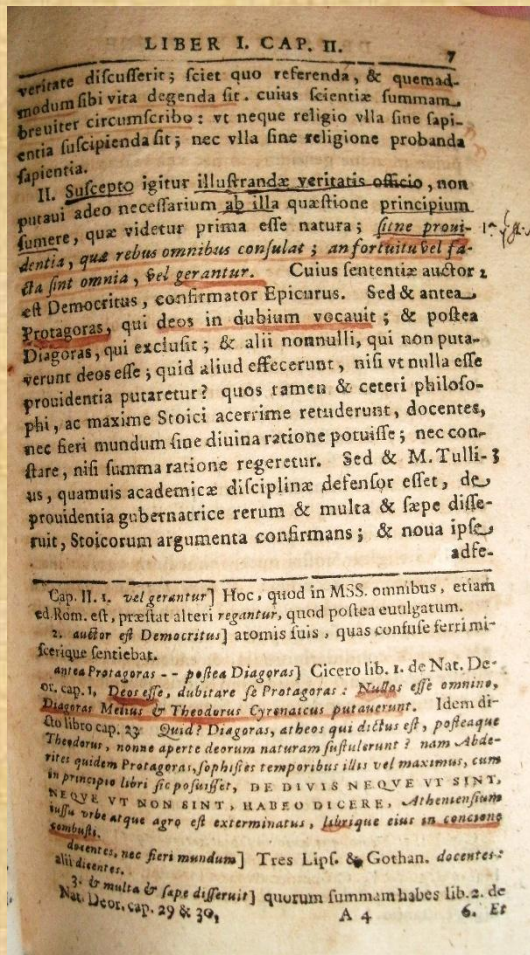 LIBER I. CAP. II.
7
veritate discusserit; sciet quo referenda, & quemad-
modum sibi vita degenda sit. cuius scientiæ summam
breuiter circumscribo: vt neque religio vlla sine sapi-
entia suscipienda sit; nec vlla sine religione probanda
sapientia.
II. Suscepto igitur illustrandæ veritatis officio, non
putaui adeo necessarium ab illa quæstione principium
sumere, quæ videtur prima esse natura; sitne proui-
dentia, quæ rebus omnibus consulat; an fortuitu vel fa-
cta sint omnia, vel gerantur. Cuius sententiæ auctor 2
est Democritus, confirmator Epicurus. Sed & antea
Protagoras, qui deos in dubium vocauit; & postea
Diagoras, qui exclusit; & alii nonnulli, qui non puta-
verunt deos esse; quid aliud effecerunt, nisi vt nulla esse
prouidentia putaretur? quos tamen & ceteri philoso-
phi, ac maxime Stoici acerrime retuderunt, docentes,
nec fieri mundum sine diuina ratione potuisse; nec con-
stare, nisi summa ratione regeretur. Sed & M. Tulli- 3
us, quamuis academicæ disciplinæ defensor esset, de
prouidentia gubernatrice rerum & multa & sæpe disse-
ruit, Stoicorum argumenta confirmans; & noua ipse
adfe-
Cap. II. 1. vel gerantur] Hoc, quod in MSS. omnibus, etiam
ed. Rom. est, præstat alteri regantur, quod postea euulgatum.
2. auctor est Democritus] atomis suis, quas confuse ferri mi-
scerique sentiebat.
antea Protagoras -- postea Diagoras] Cicero lib. 1. de Nat. De-
or. cap. 1, Deos esse, dubitare se Protagoras: Nullos esse omnino,
Diagoras Melius & Theodorus Cyrenaicus putauerunt. Idem di-
cto libro cap. 23 Quid? Diagoras, atheos qui dictus est, posteaque
Theodorus, nonne aperte deorum naturam sustulerunt? nam Abde-
rites quidem Protagoras, sophistes temporibus illis vel maximus, cum
in principio libri sic posuisset, DE DIVIS NEQVE VT SINT,
NEQVE VT NON SINT, HABEO DICERE, Atheniensium
iussu vrbe atque agro est exterminatus, librique eius in concione
combusti.
docentes, nec fieri mundum] Tres Lips. & Gothan. docentes:
alii dicentes.
3. & multa & sæpe disseruit] quorum summam habes lib. 2. de
Nat. Deor. cap. 29 & 30,
A 4
6. Et